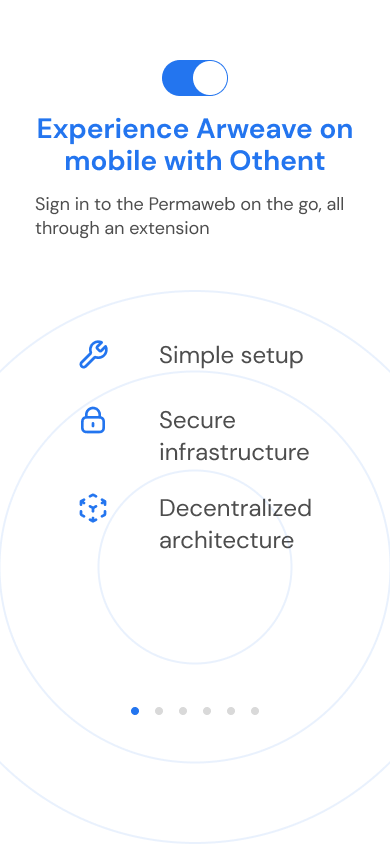 Experience Arweave on
mobile with Othent
Sign in to the Permaweb on the go, all
through an extension
Simple setup
Secure
infrastructure
Decentralized
architecture